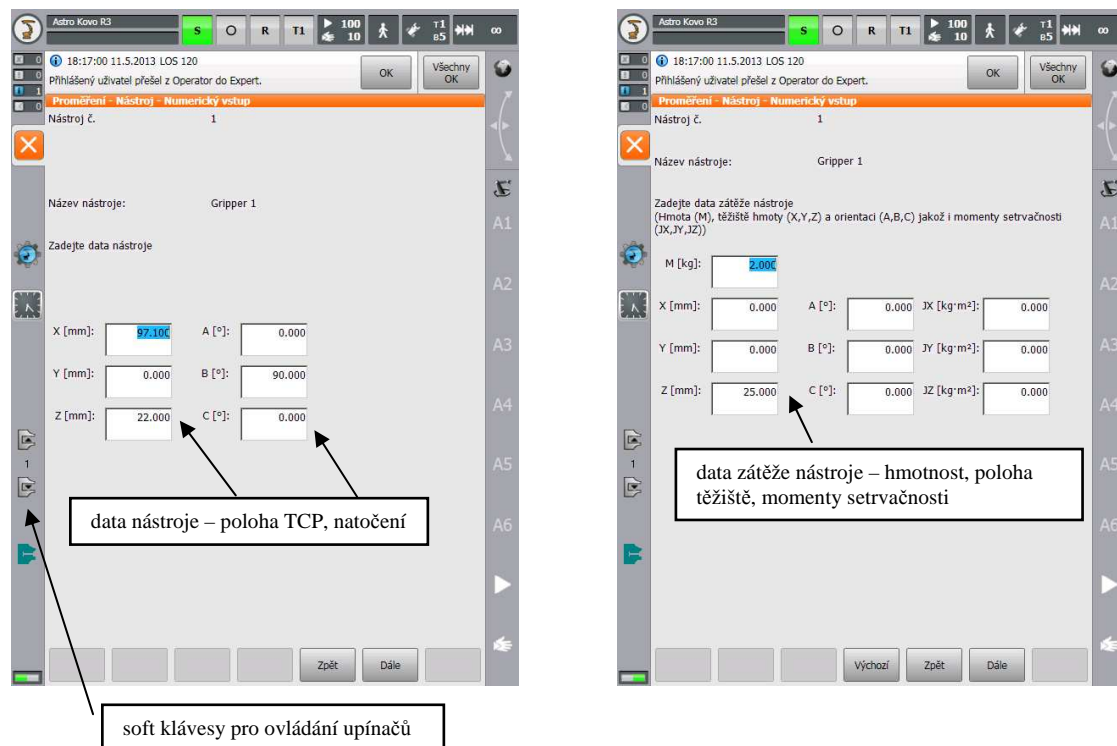 Astro Kovo R3
S O R T1 100 10 T1 B5 ∞
0 18:17:00 11.5.2013 LOS 120
0 Přihlášený uživatel přešel z Operator do Expert.
OK
Všechny
OK
1
0 Proměření - Nástroj - Numerický vstup
Nástroj č. 1
Název nástroje: Gripper 1
Zadejte data nástroje
X [mm]: 97.100 A [°]: 0.000
Y [mm]: 0.000 B [°]: 90.000
Z [mm]: 22.000 C [°]: 0.000
A1
A2
A3
A4
A5
A6
1
data nástroje – poloha TCP, natočení
Zpět Dále
soft klávesy pro ovládání upínačů
Astro Kovo R3
S O R T1 100 10 T1 B5 ∞
0 18:17:00 11.5.2013 LOS 120
0 Přihlášený uživatel přešel z Operator do Expert.
OK
Všechny
OK
1
0 Proměření - Nástroj - Numerický vstup
Nástroj č. 1
Název nástroje: Gripper 1
Zadejte data zátěže nástroje
(Hmota (M), těžiště hmoty (X,Y,Z) a orientaci (A,B,C) jakož i momenty setrvačnosti
(JX,JY,JZ))
M [kg]: 2.000
X [mm]: 0.000 A [°]: 0.000 JX [kg·m²]: 0.000
Y [mm]: 0.000 B [°]: 0.000 JY [kg·m²]: 0.000
Z [mm]: 25.000 C [°]: 0.000 JZ [kg·m²]: 0.000
A1
A2
A3
A4
A5
A6
1
data zátěže nástroje – hmotnost, poloha
těžiště, momenty setrvačnosti
Výchozí Zpět Dále